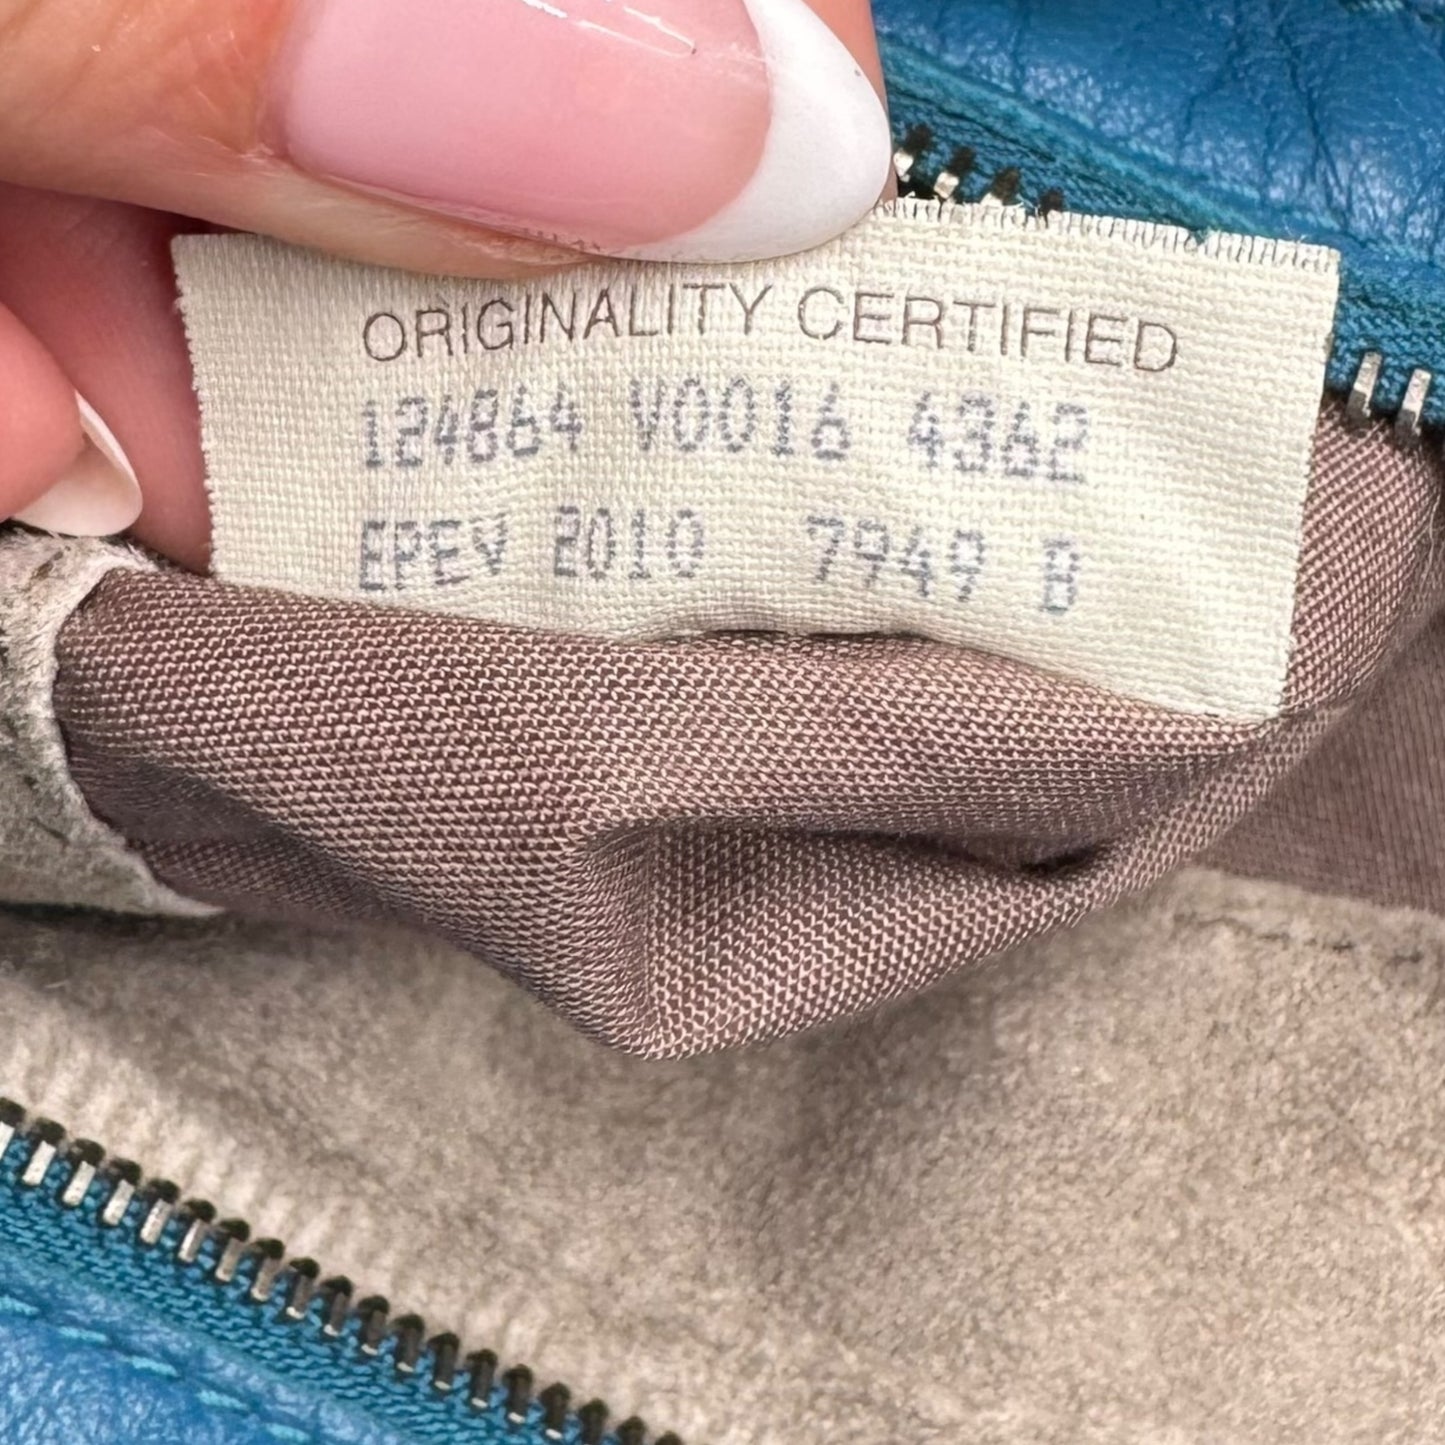 ORIGINALITY CERTIFIED
124864 V0016 4362
EPEV 2010 7949 B